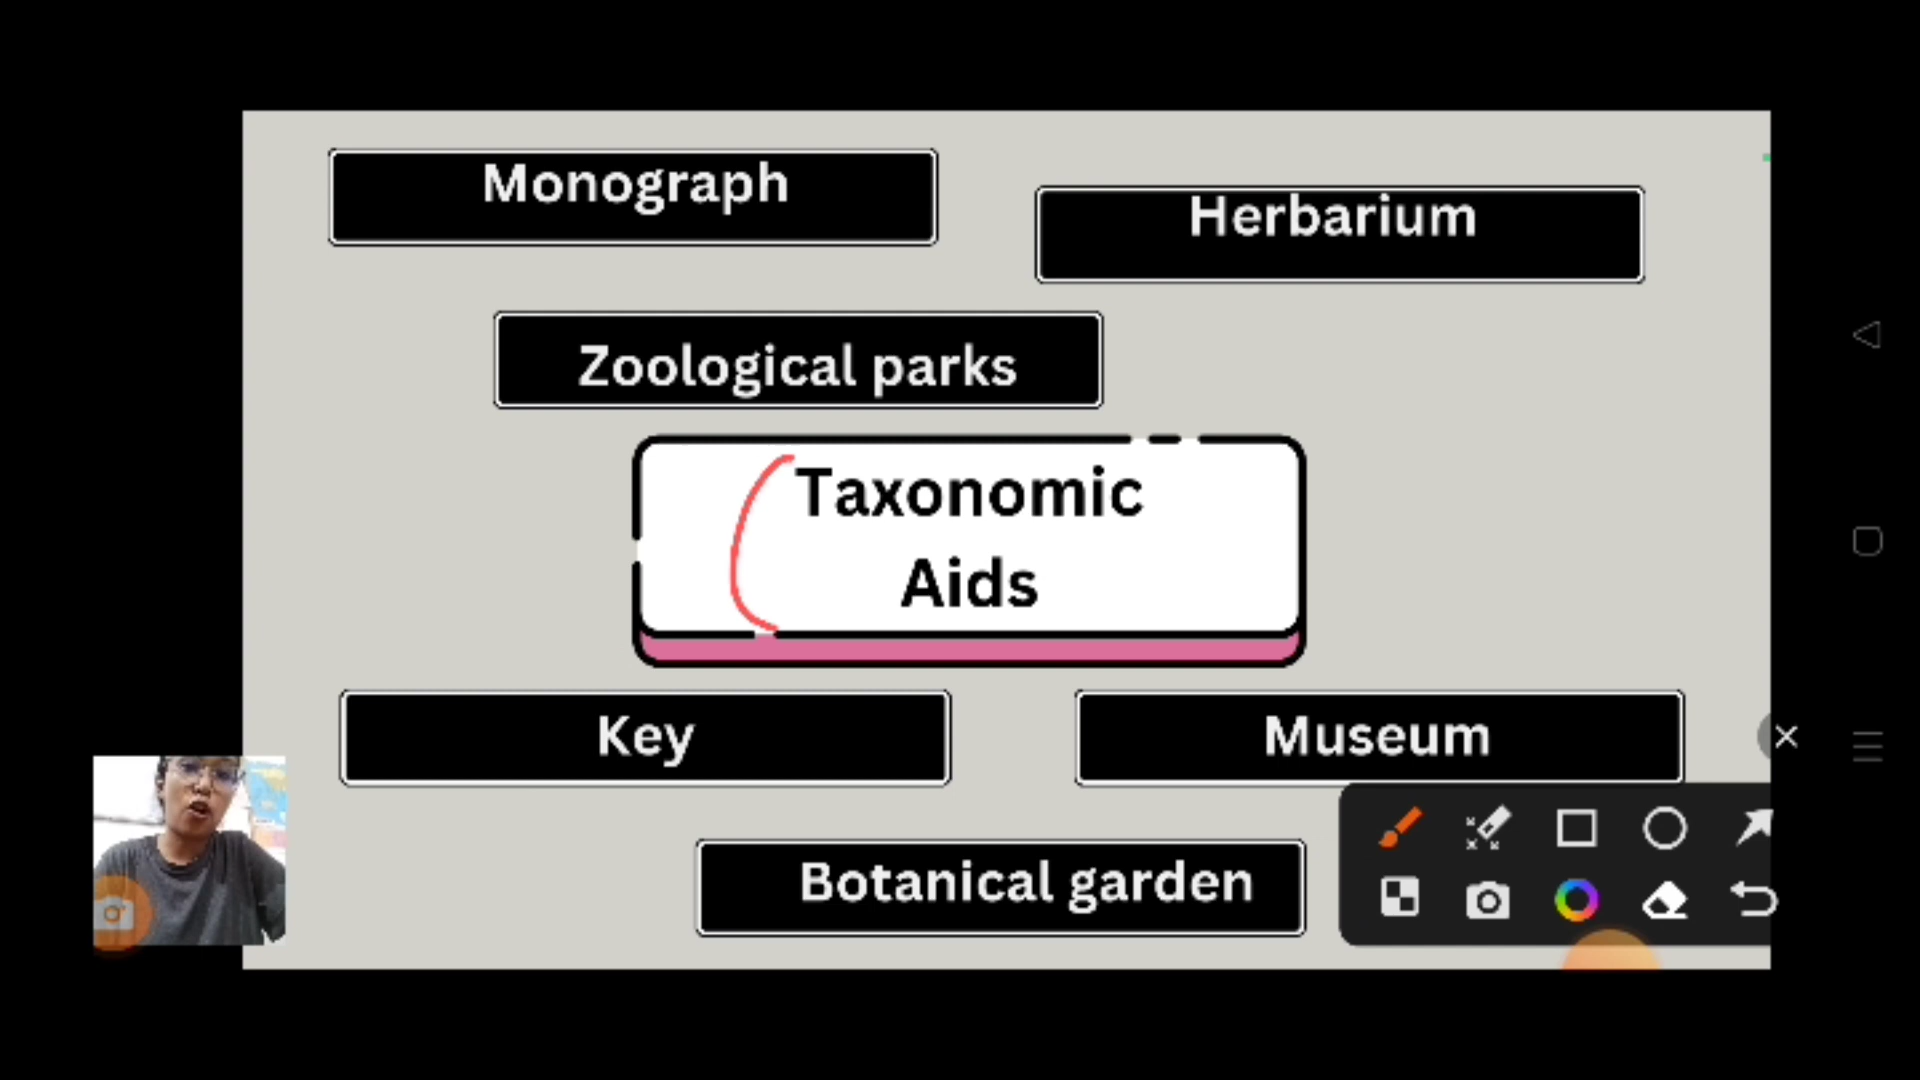 Monograph
Herbarium
Zoological parks
Taxonomic
Aids
Key
Museum
Botanical garden